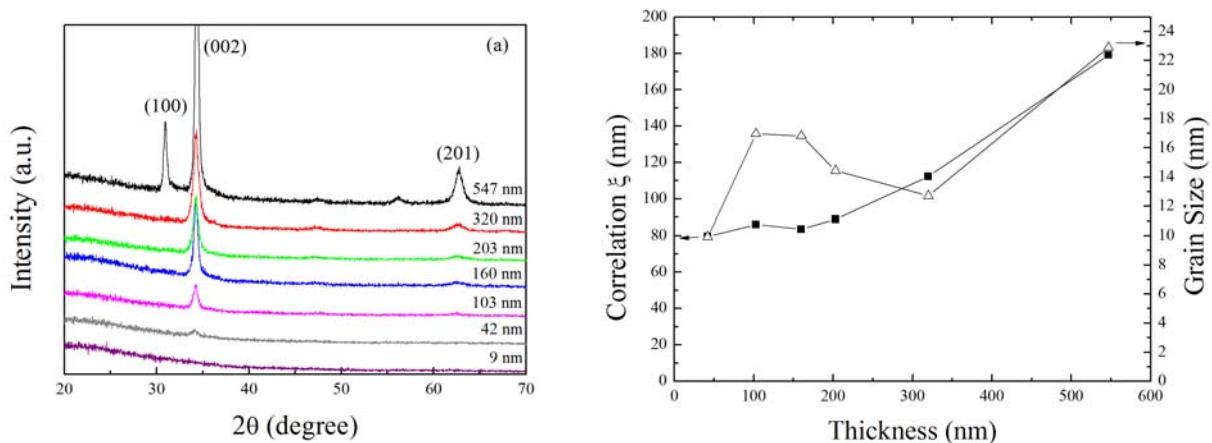 (a)
(002)
(100)
(201)
547 nm
320 nm
203 nm
160 nm
103 nm
42 nm
9 nm
Intensity (a.u.)
20 30 40 50 60 70
2θ (degree)
200
180
160
140
120
100
80
60
40
20
0
Correlation ξ (nm)
24
22
20
18
16
14
12
10
8
6
4
2
0
Grain Size (nm)
0 100 200 300 400 500 600
Thickness (nm)